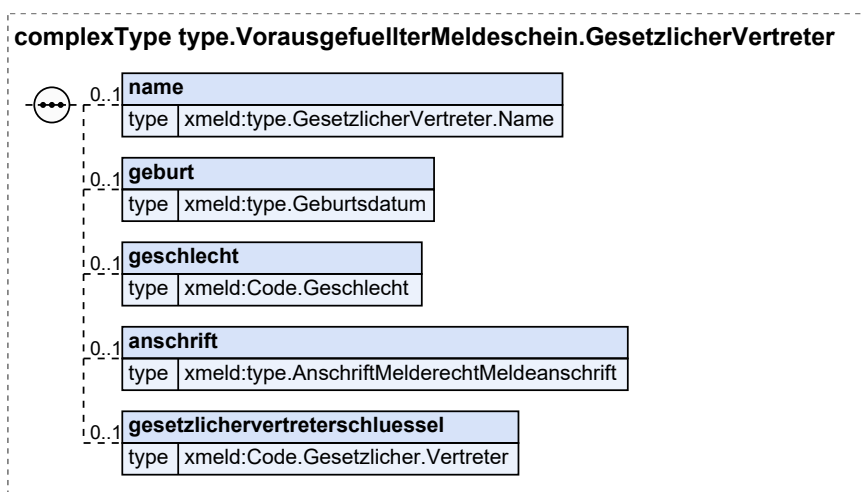 complexType type.VorausgefuellterMeldeschein.GesetzlicherVertreter
0..1 name
type xmeld:type.GesetzlicherVertreter.Name
0..1 geburt
type xmeld:type.Geburtsdatum
0..1 geschlecht
type xmeld:Code.Geschlecht
0..1 anschrift
type xmeld:type.AnschriftMelderechtMeldeanschrift
0..1 gesetzlichervertreterschluessel
type xmeld:Code.Gesetzlicher.Vertreter